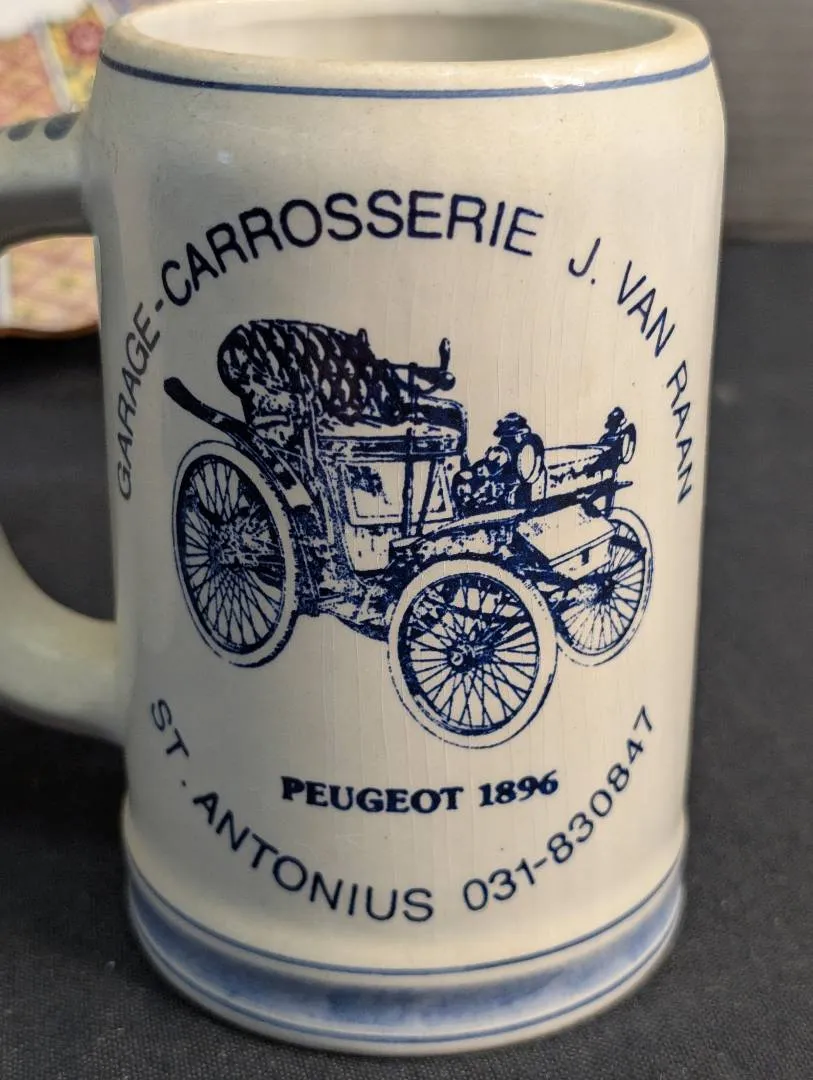 GARAGE-CARROSSERIE J. VAN RAAN
PEUGEOT 1896
ST. ANTONIUS 031-830847